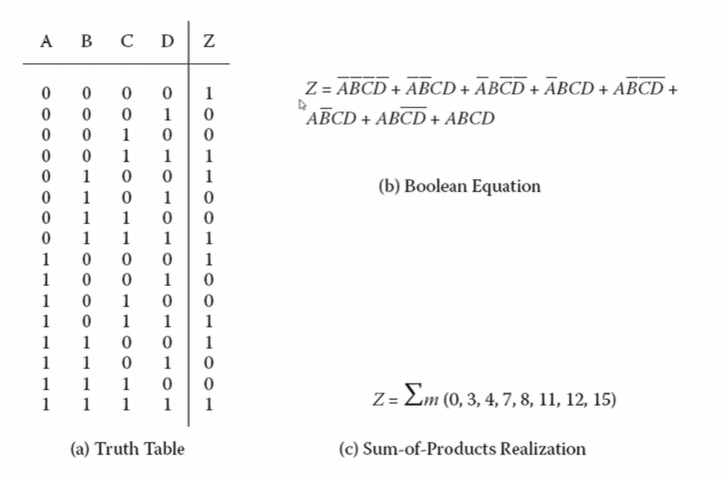 A B C D Z
0 0 0 0 1
0 0 0 1 0
0 0 1 0 0
0 0 1 1 1
0 1 0 0 1
0 1 0 1 0
0 1 1 0 0
0 1 1 1 1
1 0 0 0 1
1 0 0 1 0
1 0 1 0 0
1 0 1 1 1
1 1 0 0 1
1 1 0 1 0
1 1 1 0 0
1 1 1 1 1
(a) Truth Table
Z = A̅B̅C̅D̅ + A̅B̅CD + A̅BC̅D̅ + A̅BCD + AB̅C̅D̅ +
AB̅CD + ABC̅D̅ + ABCD
(b) Boolean Equation
Z = ∑m (0, 3, 4, 7, 8, 11, 12, 15)
(c) Sum-of-Products Realization